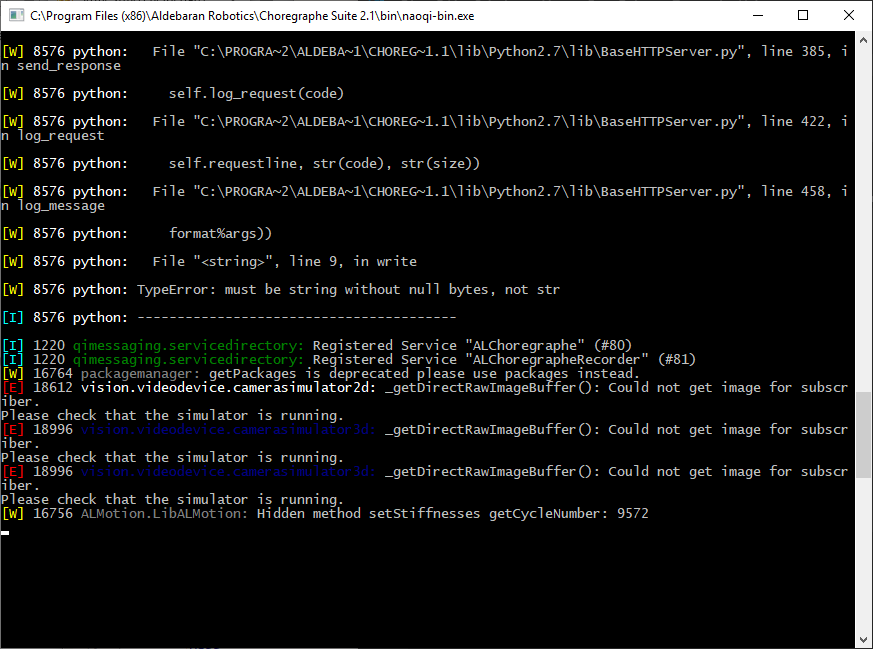 C:\Program Files (x86)\Aldebaran Robotics\Choregraphe Suite 2.1\bin\naoqi-bin.exe
[W] 8576 python:   File "C:\PROGRA~2\ALDEBA~1\CHOREG~1.1\lib\Python2.7\lib\BaseHTTPServer.py", line 385, i
n send_response
[W] 8576 python:     self.log_request(code)
[W] 8576 python:   File "C:\PROGRA~2\ALDEBA~1\CHOREG~1.1\lib\Python2.7\lib\BaseHTTPServer.py", line 422, i
n log_request
[W] 8576 python:     self.requestline, str(code), str(size))
[W] 8576 python:   File "C:\PROGRA~2\ALDEBA~1\CHOREG~1.1\lib\Python2.7\lib\BaseHTTPServer.py", line 458, i
n log_message
[W] 8576 python:     format%args))
[W] 8576 python:   File "<string>", line 9, in write
[W] 8576 python: TypeError: must be string without null bytes, not str
[I] 8576 python: ----------------------------------------
[I] 1220 qimessaging.servicedirectory: Registered Service "ALChoregraphe" (#80)
[I] 1220 qimessaging.servicedirectory: Registered Service "ALChoregrapheRecorder" (#81)
[W] 16764 packagemanager: getPackages is deprecated please use packages instead.
[E] 18612 vision.videodevice.camerasimulator2d: _getDirectRawImageBuffer(): Could not get image for subscr
iber.
Please check that the simulator is running.
[E] 18996 vision.videodevice.camerasimulator3d: _getDirectRawImageBuffer(): Could not get image for subscr
iber.
Please check that the simulator is running.
[E] 18996 vision.videodevice.camerasimulator3d: _getDirectRawImageBuffer(): Could not get image for subscr
iber.
Please check that the simulator is running.
[W] 16756 ALMotion.LibALMotion: Hidden method setStiffnesses getCycleNumber: 9572